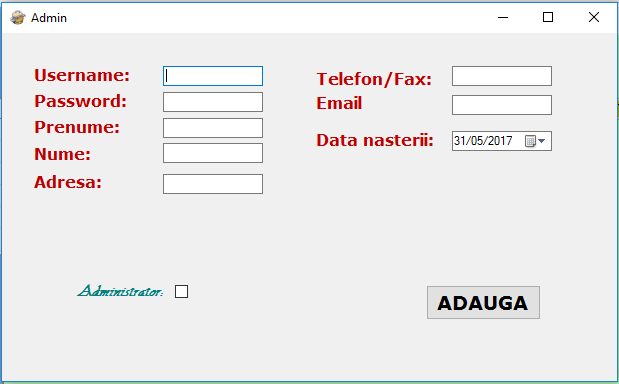 Admin
Username:
Password:
Prenume:
Nume:
Adresa:
Telefon/Fax:
Email
Data nasterii: 31/05/2017
Administrator:
ADAUGA